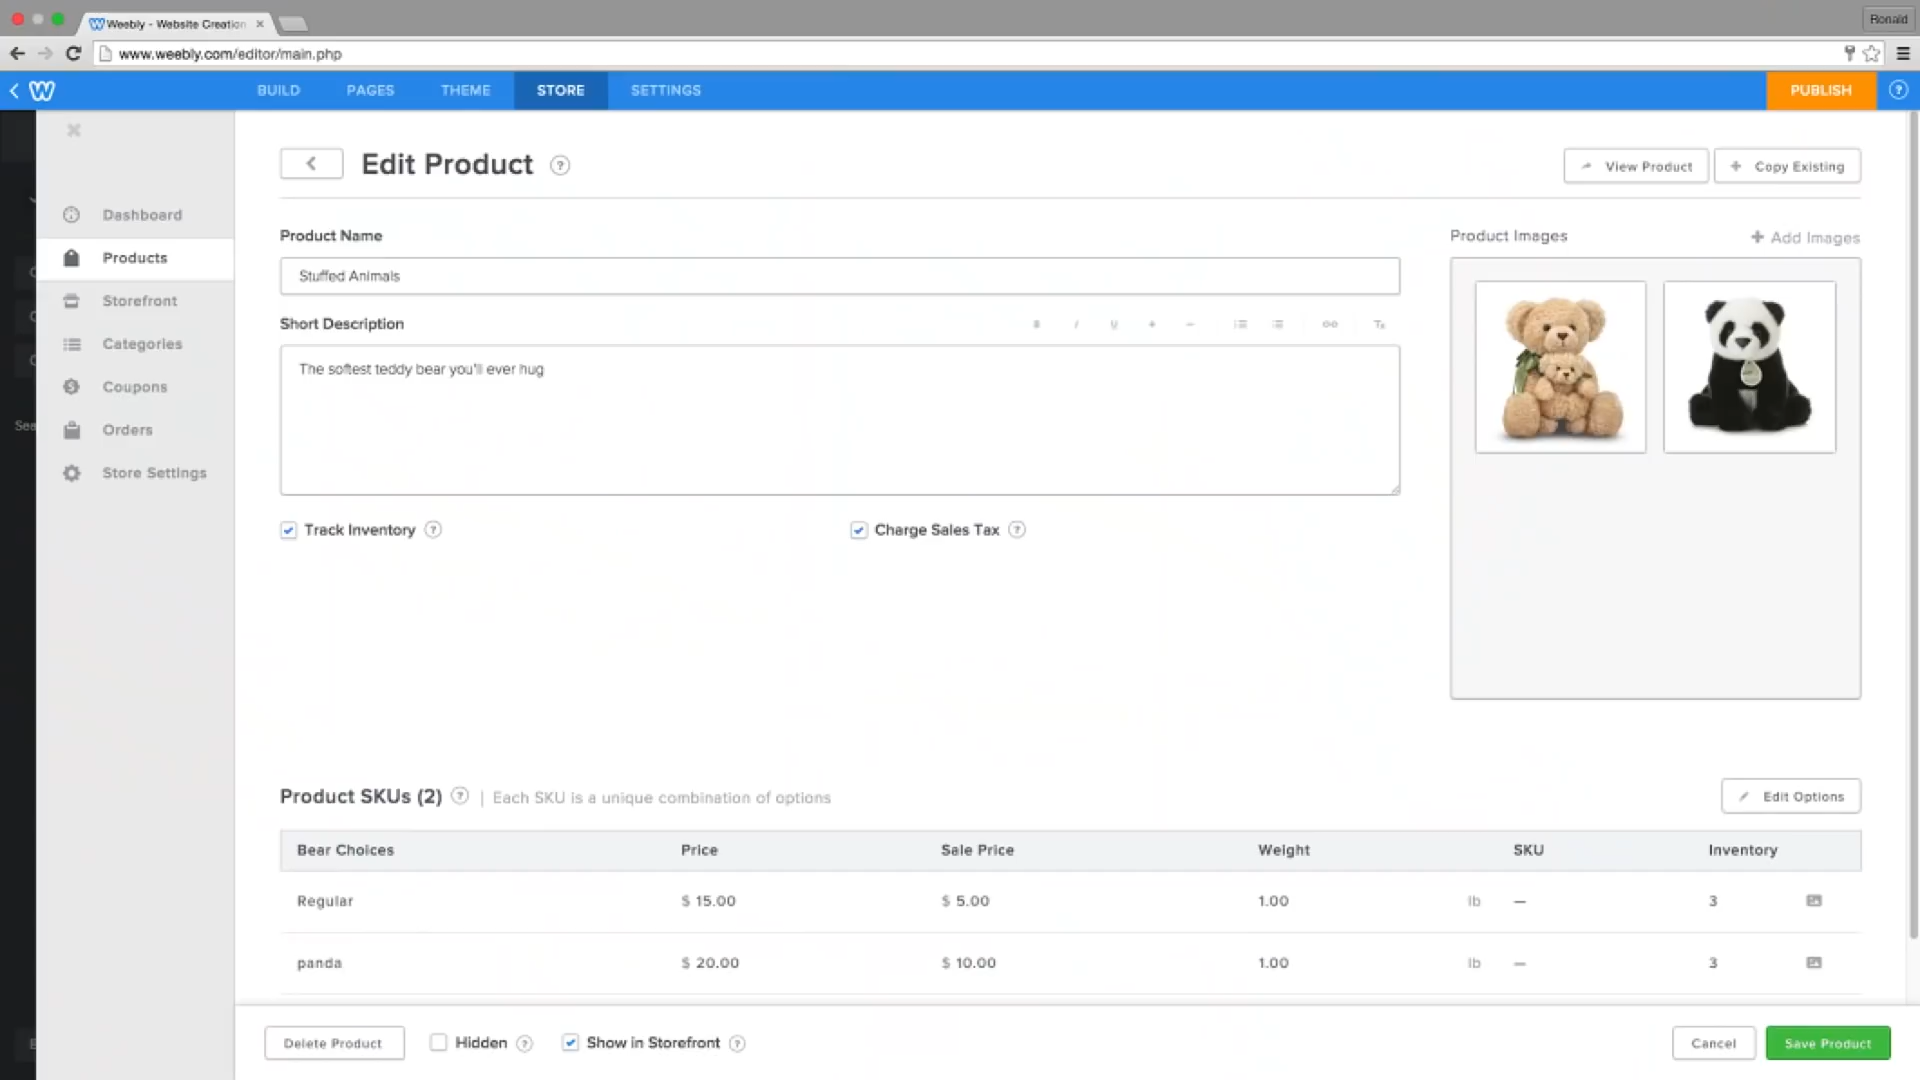 Weebly - Website Creation
Ronald
www.weebly.com/editor/main.php
BUILD PAGES THEME STORE SETTINGS PUBLISH ?
Edit Product ?
View Product
Copy Existing
Dashboard
Products
Storefront
Categories
Coupons
Orders
Store Settings
Product Name
Stuffed Animals
Short Description
B I U + − Tx
The softest teddy bear you'll ever hug
Track Inventory ?
Charge Sales Tax ?
Product Images
+ Add Images
Product SKUs (2) ? | Each SKU is a unique combination of options
Edit Options
Bear Choices Price Sale Price Weight SKU Inventory
Regular $ 15.00 $ 5.00 1.00 lb — 3
panda $ 20.00 $ 10.00 1.00 lb — 3
Delete Product
Hidden ?
Show in Storefront ?
Cancel
Save Product